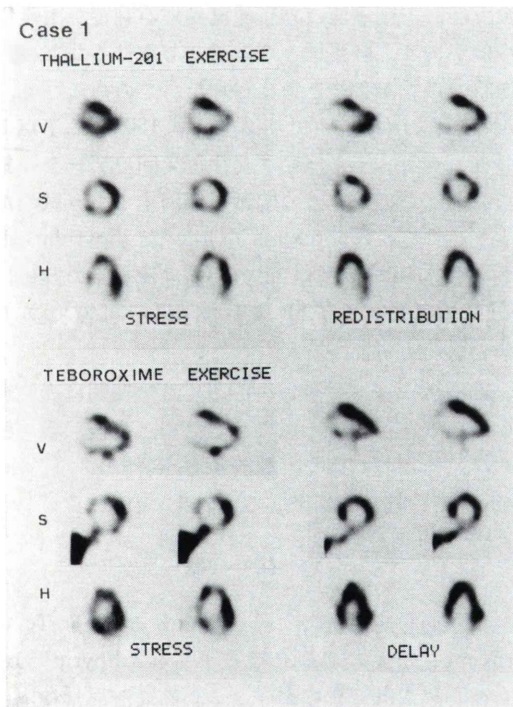 Case 1
THALLIUM-201 EXERCISE
V
S
H
STRESS REDISTRIBUTION
TEBOROXIME EXERCISE
V
S
H
STRESS DELAY